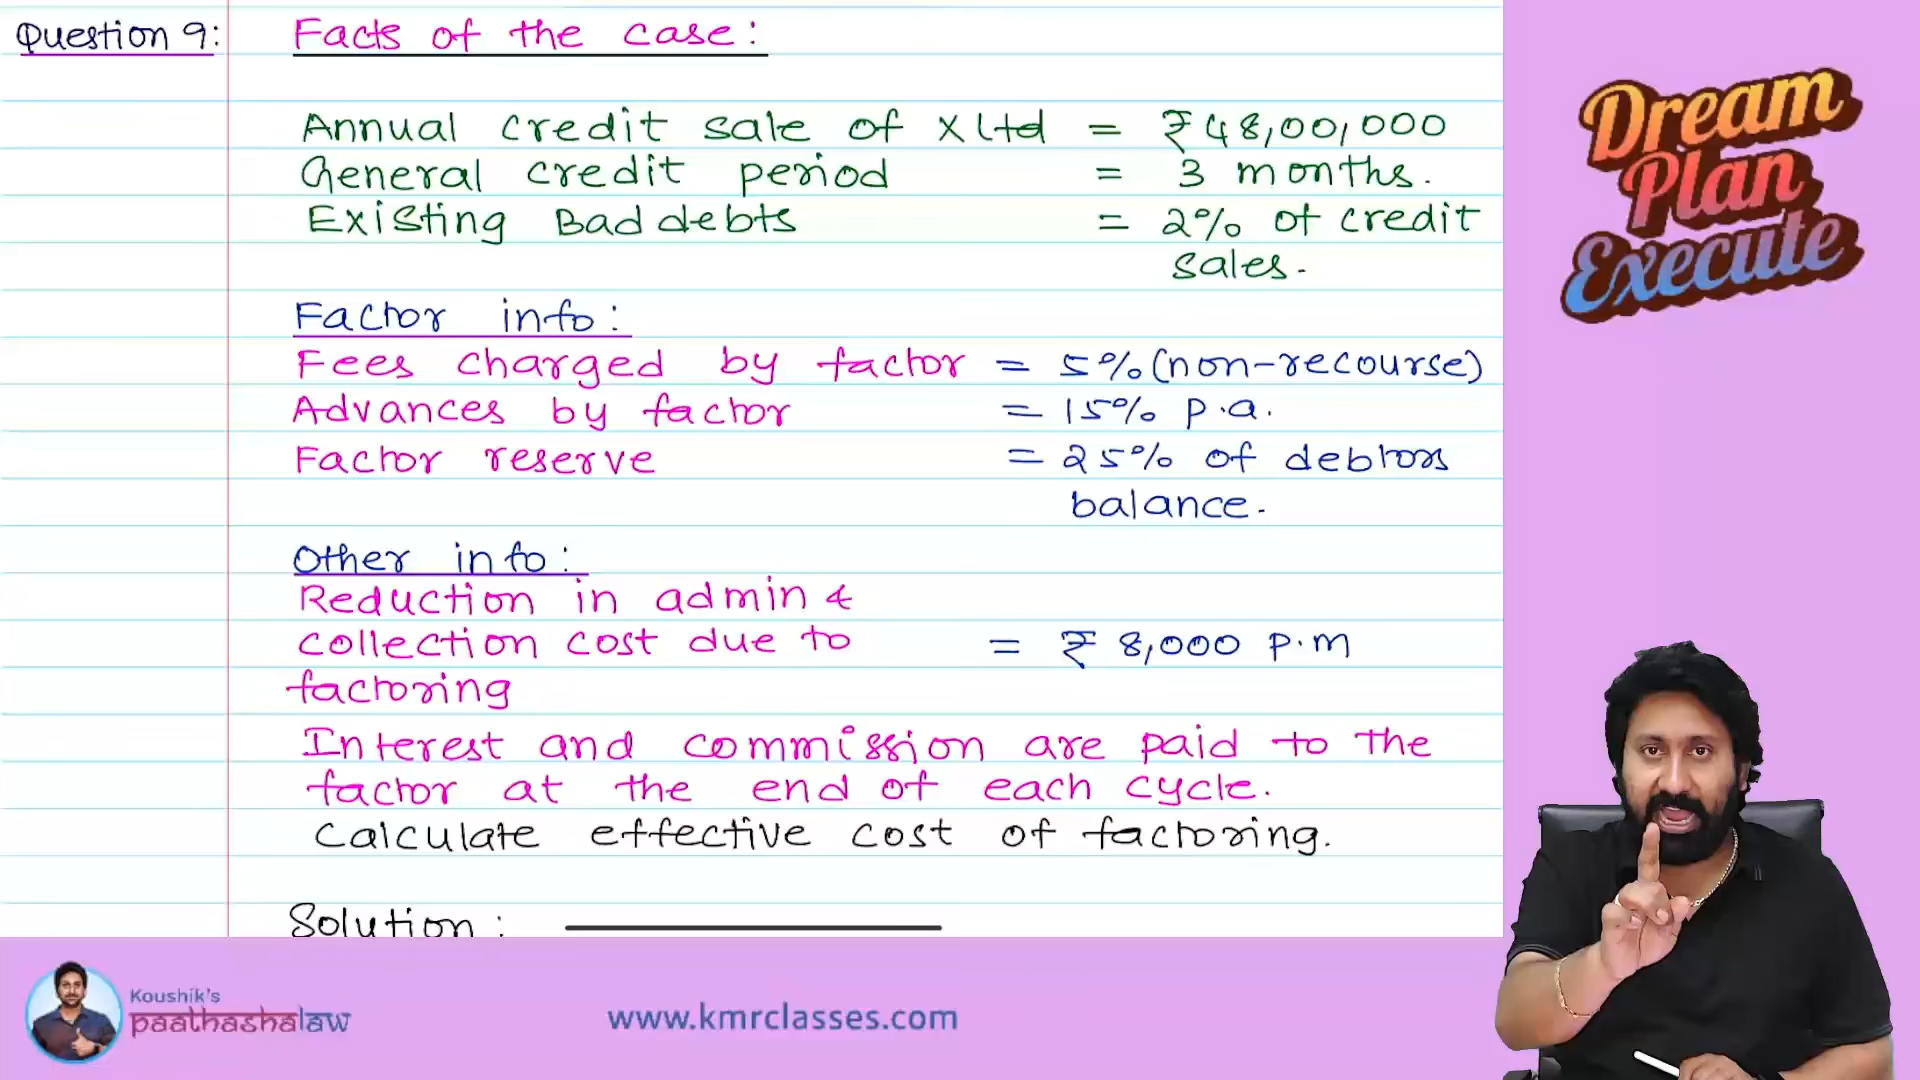 Question 9:
Facts of the case:
Annual credit sale of X Ltd = ₹48,00,000
General credit period = 3 months.
Existing Bad debts = 2% of credit
sales.
Factor info:
Fees charged by factor = 5% (non-recourse)
Advances by factor = 15% p.a.
Factor reserve = 25% of debtors
balance.
Other info:
Reduction in admin &
collection cost due to = ₹ 8,000 p.m
factoring
Interest and commission are paid to the
factor at the end of each cycle.
Calculate effective cost of factoring.
Solution:
Dream
Plan
Execute
Koushik's
paathashalaw
www.kmrclasses.com